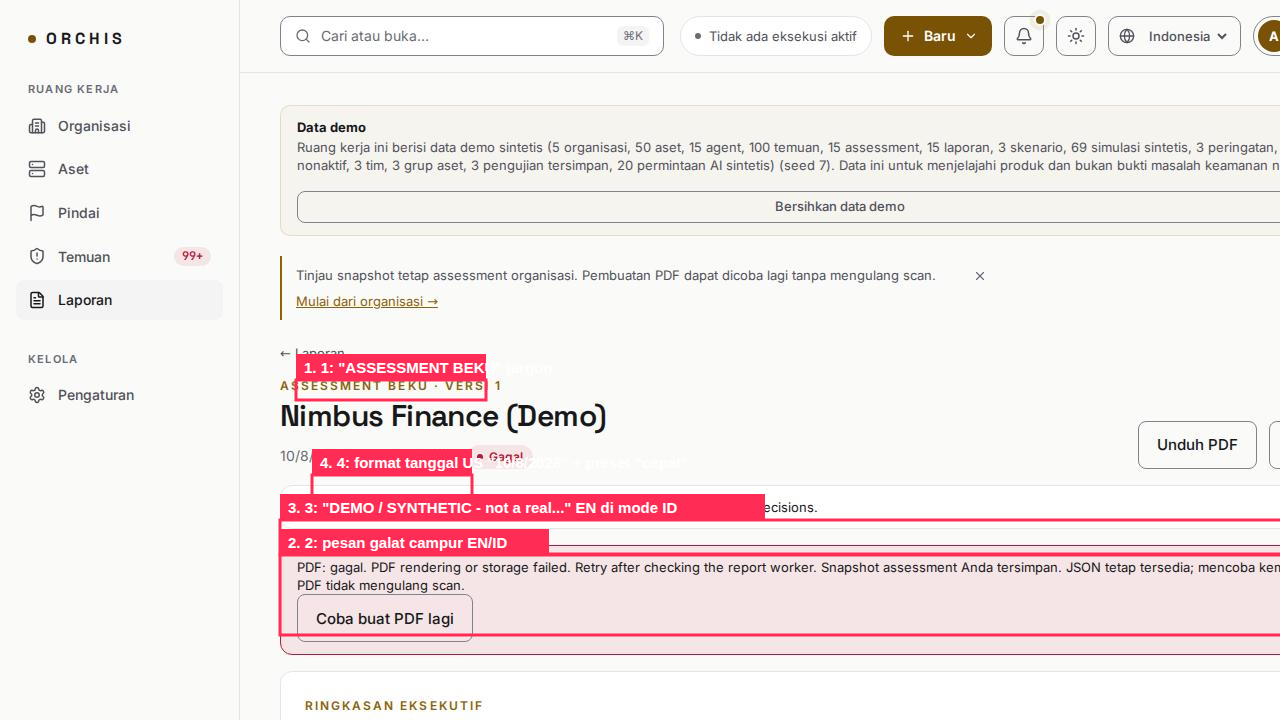 ORCHIS
Cari atau buka...
⌘K
Tidak ada eksekusi aktif
+ Baru
Indonesia
A
RUANG KERJA
Organisasi
Aset
Pindai
Temuan
99+
Laporan
KELOLA
Pengaturan
Data demo
Ruang kerja ini berisi data demo sintetis (5 organisasi, 50 aset, 15 agent, 100 temuan, 15 assessment, 15 laporan, 3 skenario, 69 simulasi sintetis, 3 peringatan,
nonaktif, 3 tim, 3 grup aset, 3 pengujian tersimpan, 20 permintaan AI sintetis) (seed 7). Data ini untuk menjelajahi produk dan bukan bukti masalah keamanan n
Bersihkan data demo
Tinjau snapshot tetap assessment organisasi. Pembuatan PDF dapat dicoba lagi tanpa mengulang scan.
Mulai dari organisasi →
← Laporan
1. 1: "ASSESSMENT BEKU" jargon
ASSESSMENT BEKU · VERSI 1
Nimbus Finance (Demo)
10/8/
Gagal
Unduh PDF
4. 4: format tanggal US "10/8/2026" + preset "cepat"
3. 3: "DEMO / SYNTHETIC - not a real..." EN di mode ID
ecisions.
2. 2: pesan galat campur EN/ID
PDF: gagal. PDF rendering or storage failed. Retry after checking the report worker. Snapshot assessment Anda tersimpan. JSON tetap tersedia; mencoba kem
PDF tidak mengulang scan.
Coba buat PDF lagi
RINGKASAN EKSEKUTIF